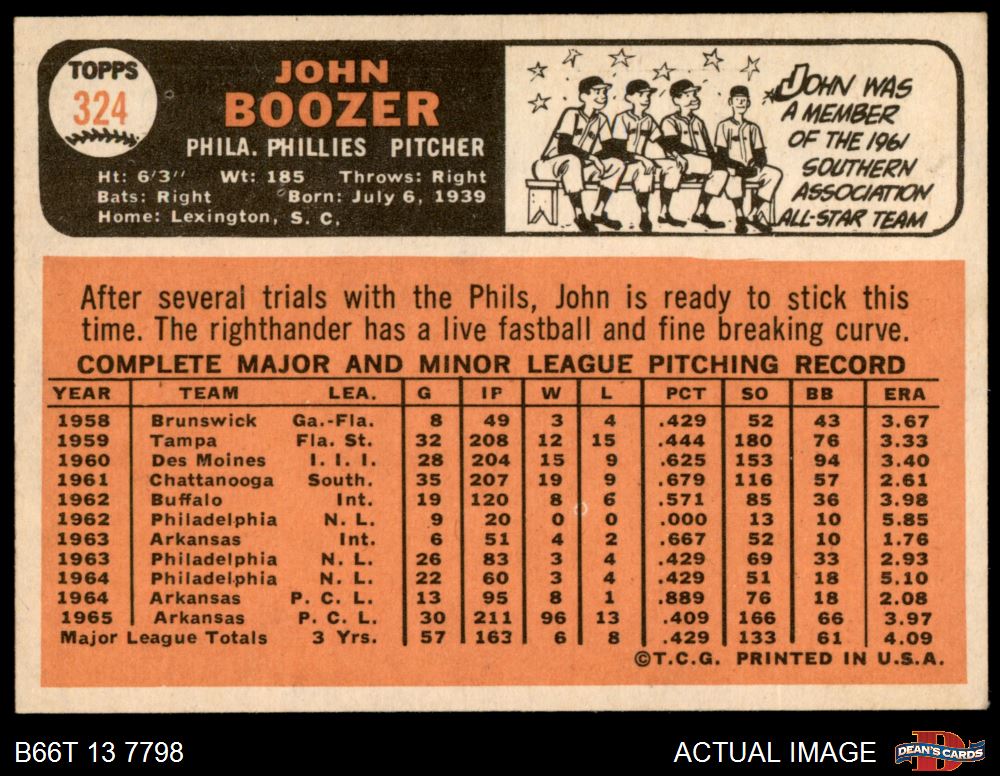 TOPPS
324
JOHN
BOOZER
PHILA. PHILLIES PITCHER
Ht: 6'3" Wt: 185 Throws: Right
Bats: Right Born: July 6, 1939
Home: Lexington, S. C.
JOHN WAS
A MEMBER
OF THE 1961
SOUTHERN
ASSOCIATION
ALL-STAR TEAM
After several trials with the Phils, John is ready to stick this
time. The righthander has a live fastball and fine breaking curve.
COMPLETE MAJOR AND MINOR LEAGUE PITCHING RECORD
YEAR TEAM LEA. G IP W L PCT SO BB ERA
1958 Brunswick Ga.-Fla. 8 49 3 4 .429 52 43 3.67
1959 Tampa Fla. St. 32 208 12 15 .444 180 76 3.33
1960 Des Moines I. I. I. 28 204 15 9 .625 153 94 3.40
1961 Chattanooga South. 35 207 19 9 .679 116 57 2.61
1962 Buffalo Int. 19 120 8 6 .571 85 36 3.98
1962 Philadelphia N. L. 9 20 0 0 .000 13 10 5.85
1963 Arkansas Int. 6 51 4 2 .667 52 10 1.76
1963 Philadelphia N. L. 26 83 3 4 .429 69 33 2.93
1964 Philadelphia N. L. 22 60 3 4 .429 51 18 5.10
1964 Arkansas P. C. L. 13 95 8 1 .889 76 18 2.08
1965 Arkansas P. C. L. 30 211 96 13 .409 166 66 3.97
Major League Totals 3 Yrs. 57 163 6 8 .429 133 61 4.09
©T.C.G. PRINTED IN U.S.A.
B66T 13 7798
ACTUAL IMAGE
DEAN'S CARDS